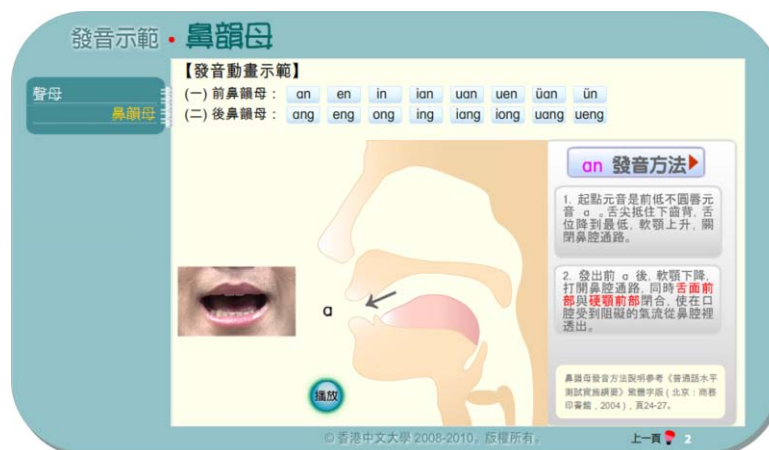 發音示範 • 鼻韻母
聲母
鼻韻母
【發音動畫示範】
(一) 前鼻韻母： an en in ian uan uen üan ün
(二) 後鼻韻母： ang eng ong ing iang iong uang ueng
an 發音方法
1. 起點元音是前低不圓唇元
音 a 。舌尖抵住下齒背, 舌
位降到最低, 軟顎上升, 關
閉鼻腔通路。
2. 發出前 a 後, 軟顎下降,
打開鼻腔通路, 同時舌面前
部與硬顎前部閉合, 使在口
腔受到阻礙的氣流從鼻腔裡
透出。
a
播放
鼻韻母發音方法說明參考《普通話水平
測試實施綱要》繁體字版 ( 北京：商務
印書館，2004 )，頁24-27。
© 香港中文大學 2008-2010。版權所有。
上一頁 2